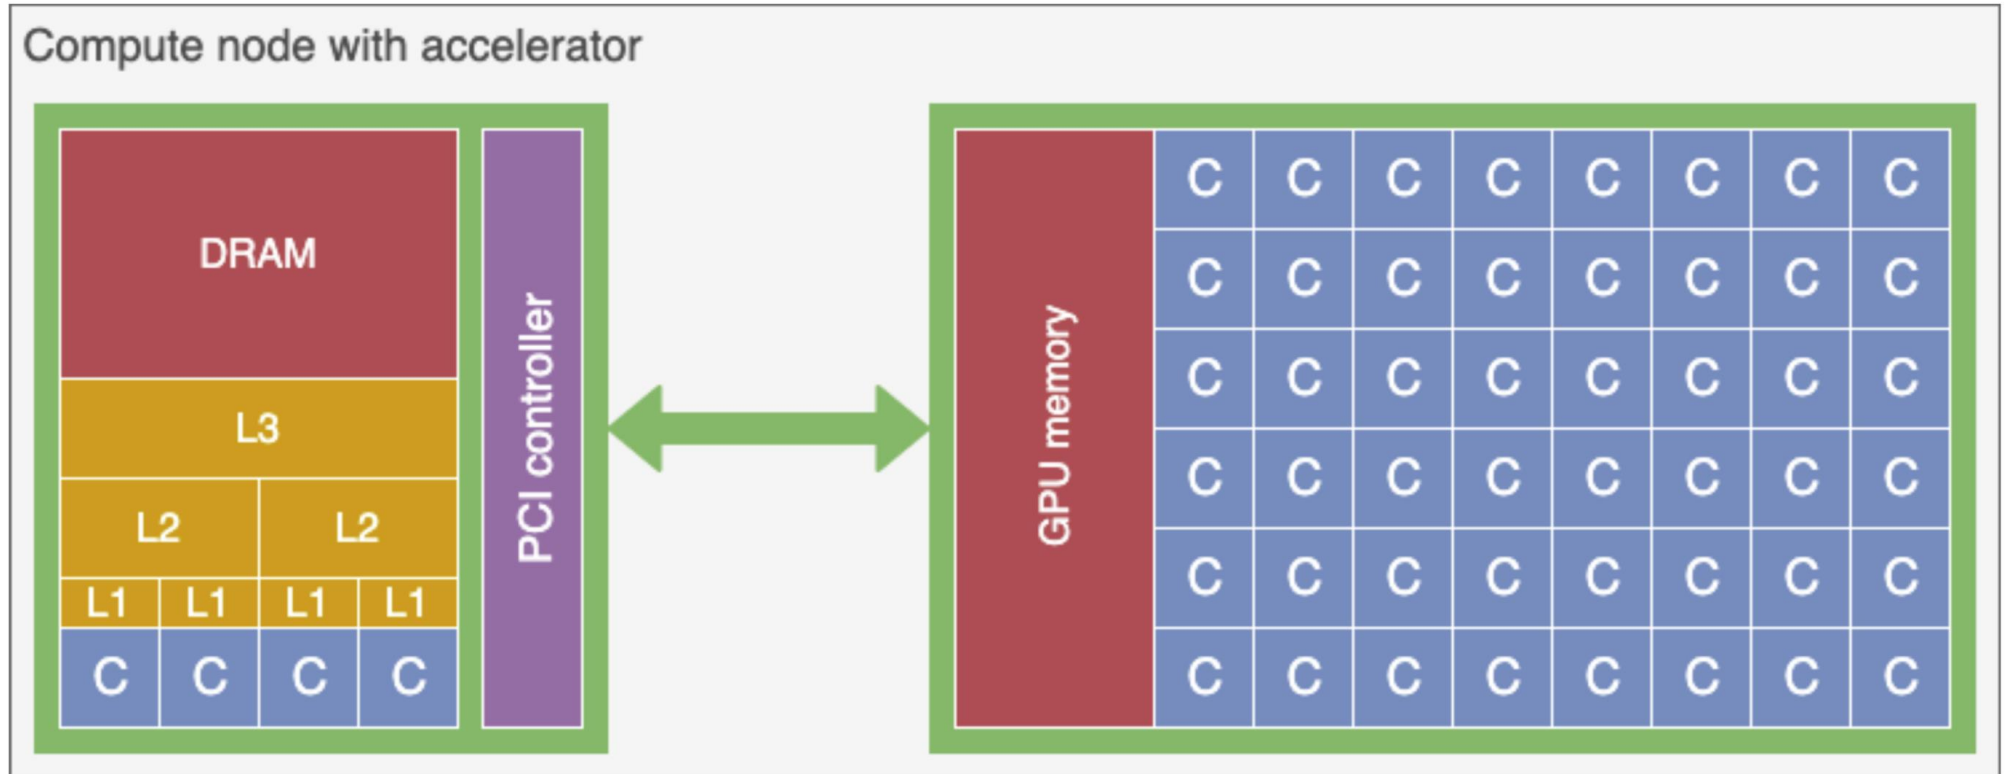 Compute node with accelerator
DRAM
L3
L2 L2
L1 L1 L1 L1
C C C C
PCI controller
GPU memory
C C C C C C C C
C C C C C C C C
C C C C C C C C
C C C C C C C C
C C C C C C C C
C C C C C C C C